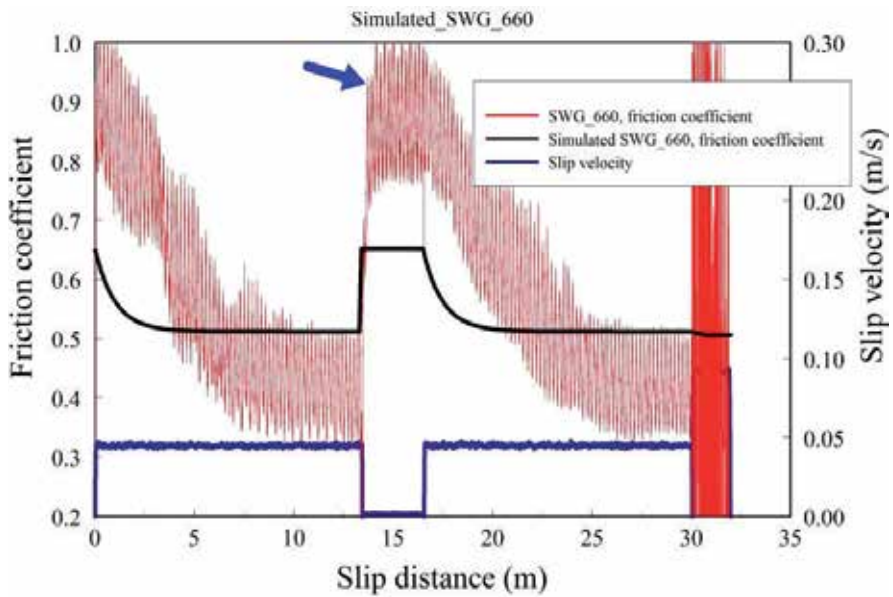 Simulated_SWG_660
1.0
0.9
0.8
0.7
0.6
0.5
0.4
0.3
0.2
Friction coefficient
0.30
0.20
0.15
0.10
0.05
0.00
Slip velocity (m/s)
SWG_660, friction coefficient
Simulated SWG_660, friction coefficient
Slip velocity
0 5 10 15 20 25 30 35
Slip distance (m)